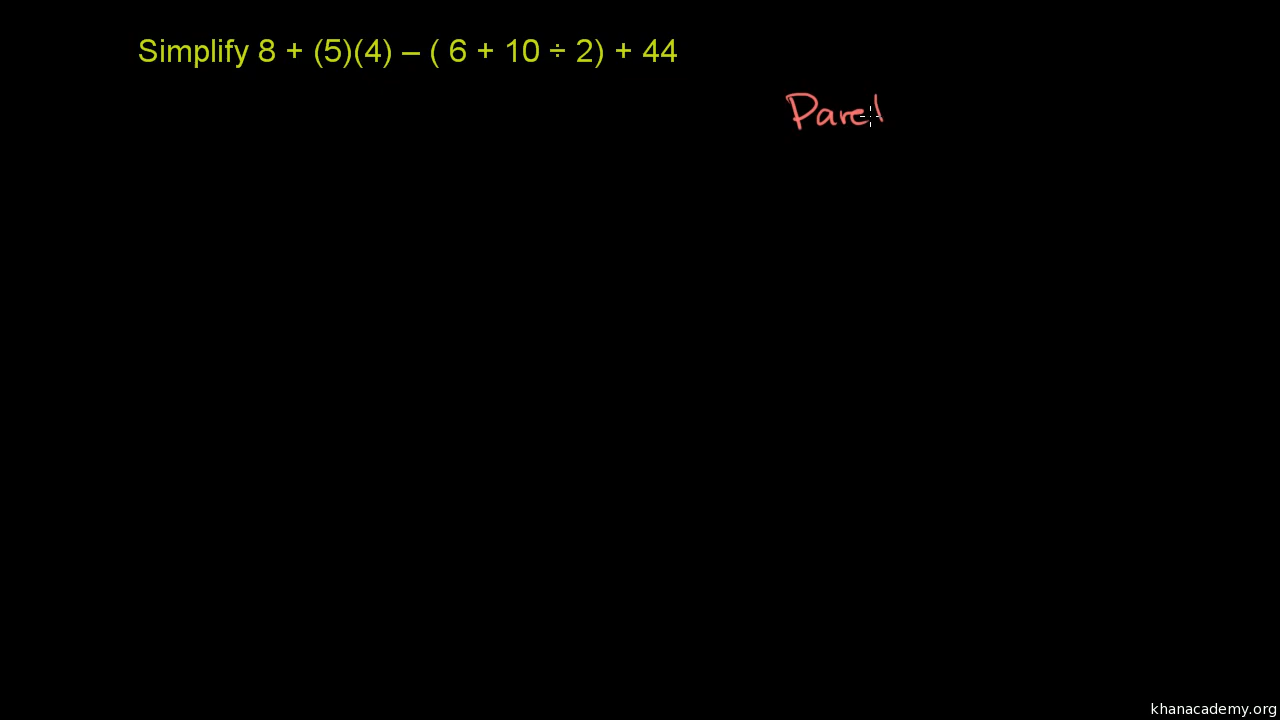 Simplify 8 + (5)(4) – ( 6 + 10 ÷ 2) + 44
Pare
khanacademy.org